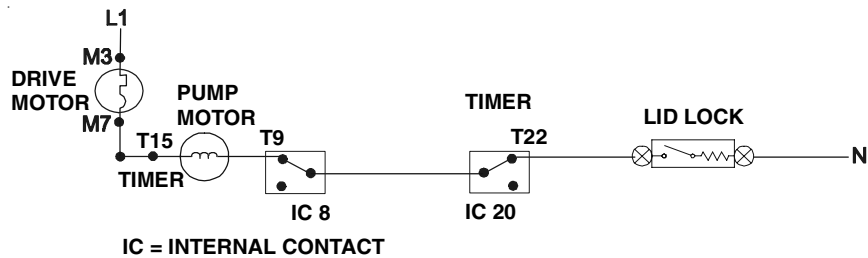 L1
M3
DRIVE
MOTOR
M7
PUMP
MOTOR
T15
TIMER
T9
IC 8
TIMER
T22
IC 20
LID LOCK
N
IC = INTERNAL CONTACT